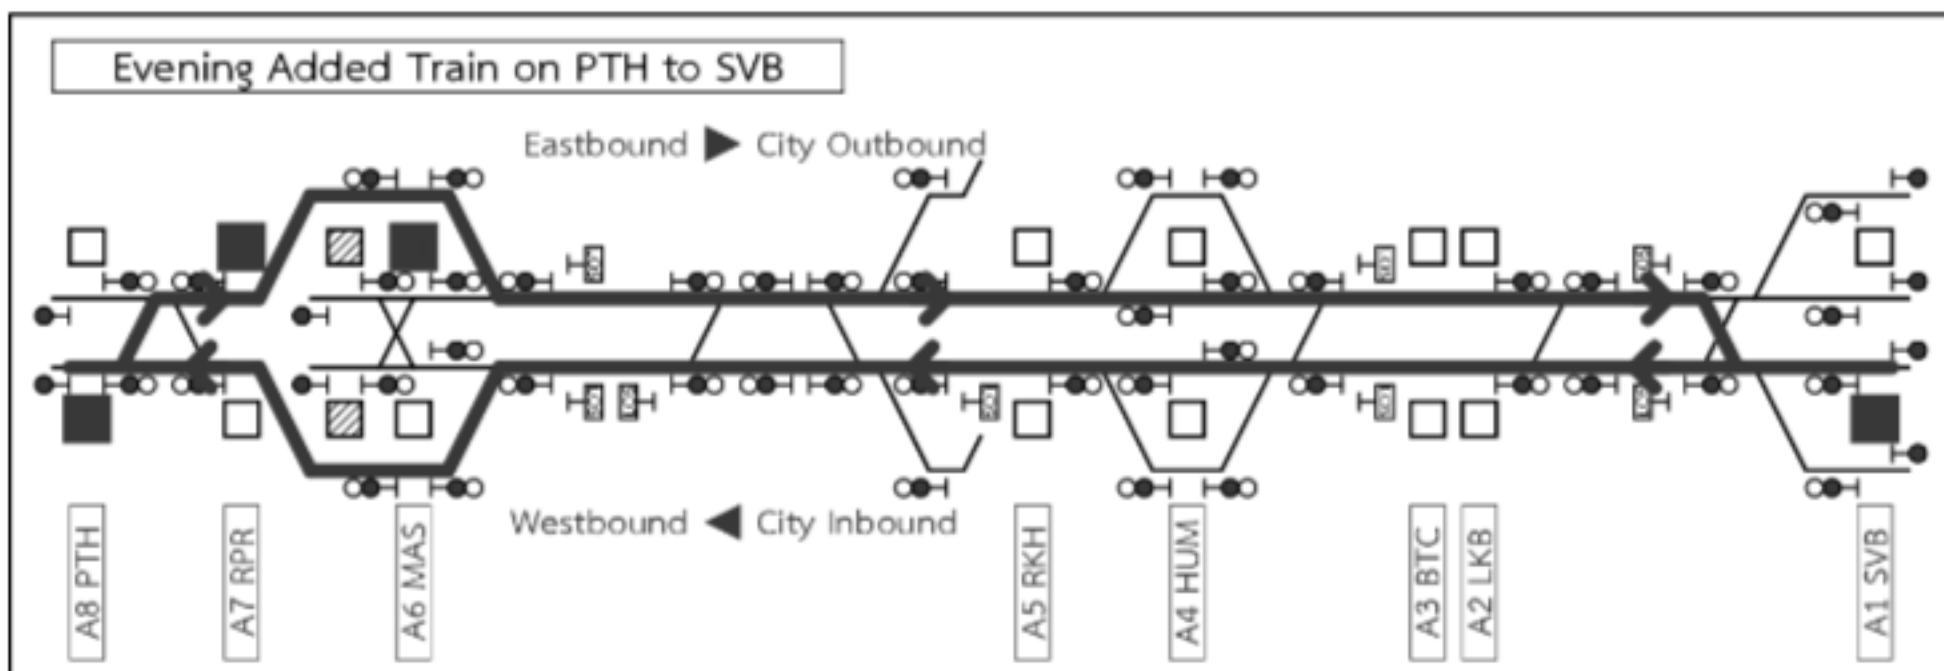 Evening Added Train on PTH to SVB
Eastbound ▶ City Outbound
Westbound ◀ City Inbound
A8 PTH
A7 RPR
A6 MAS
A5 RKH
A4 HUM
A3 BTC
A2 LKB
A1 SVB